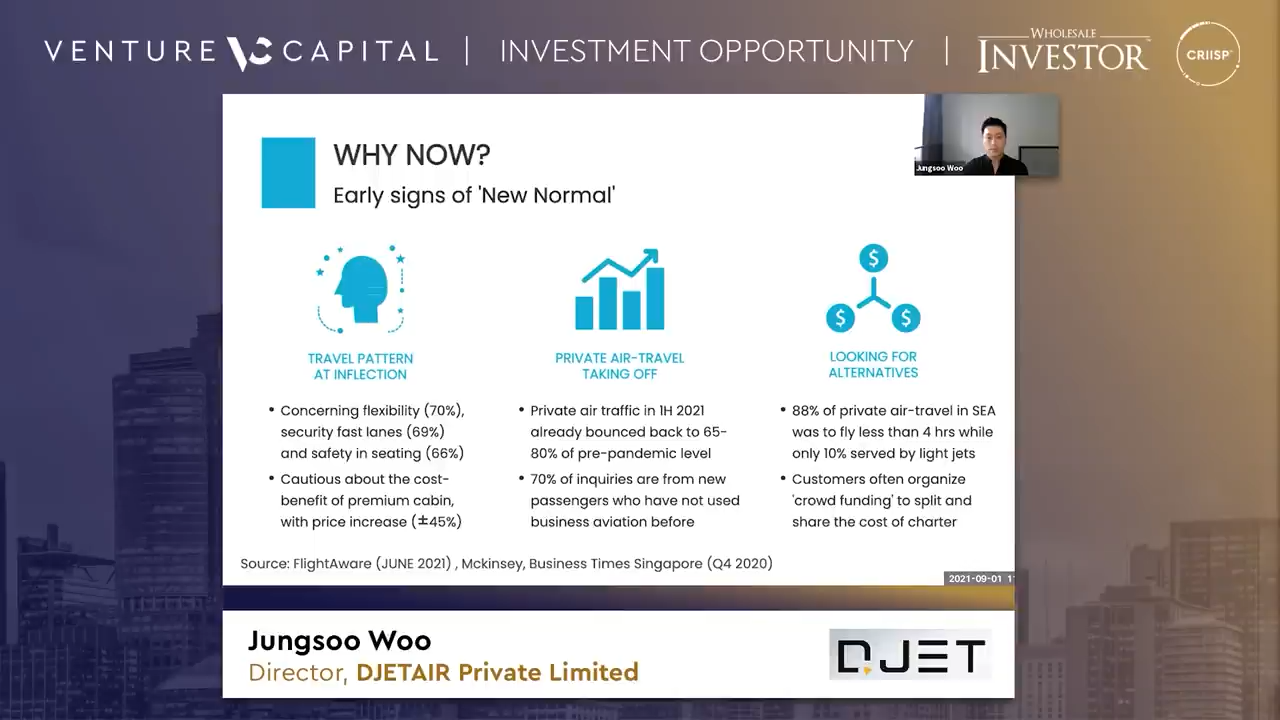 VENTURE VC CAPITAL | INVESTMENT OPPORTUNITY | WHOLESALE INVESTOR
CRIISP
Jungsoo Woo
WHY NOW?
Early signs of 'New Normal'
TRAVEL PATTERN
AT INFLECTION
• Concerning flexibility (70%),
security fast lanes (69%)
and safety in seating (66%)
• Cautious about the cost-
benefit of premium cabin,
with price increase (±45%)
PRIVATE AIR-TRAVEL
TAKING OFF
• Private air traffic in 1H 2021
already bounced back to 65-
80% of pre-pandemic level
• 70% of inquiries are from new
passengers who have not used
business aviation before
$
$ $
LOOKING FOR
ALTERNATIVES
• 88% of private air-travel in SEA
was to fly less than 4 hrs while
only 10% served by light jets
• Customers often organize
'crowd funding' to split and
share the cost of charter
Source: FlightAware (JUNE 2021) , Mckinsey, Business Times Singapore (Q4 2020)
2021-09-01
Jungsoo Woo
Director, DJETAIR Private Limited
DJET